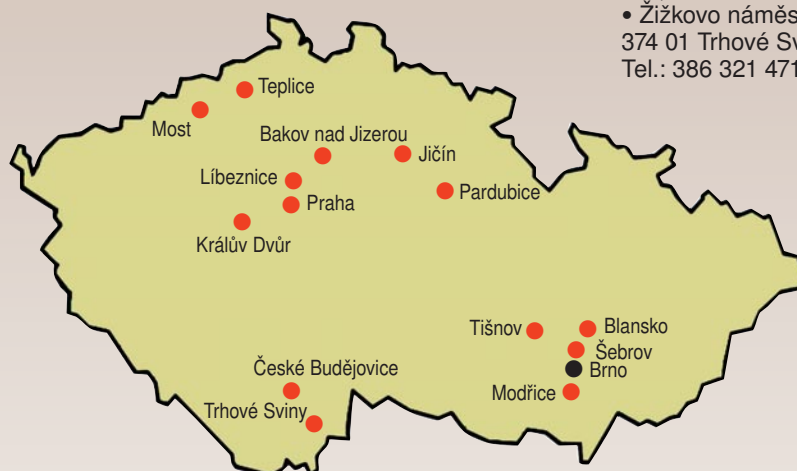 • Žižkovo náměs
374 01 Trhové Sv
Tel.: 386 321 471
Teplice
Most
Bakov nad Jizerou
Jičín
Líbeznice
Pardubice
Praha
Králův Dvůr
Tišnov
Blansko
Šebrov
Brno
České Budějovice
Modřice
Trhové Sviny